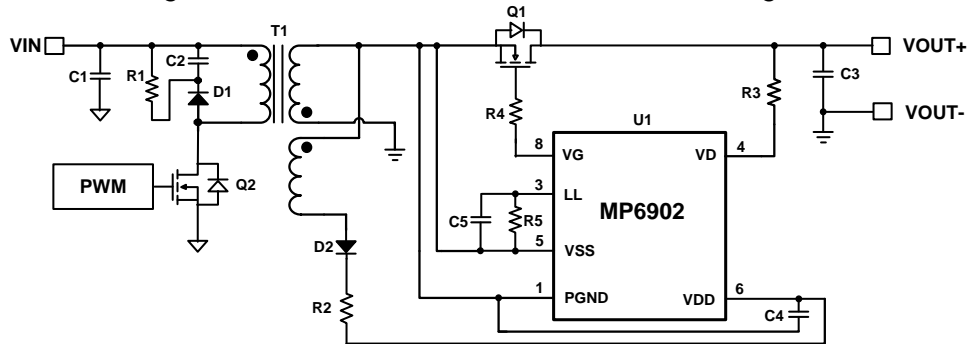 VIN
C1
R1
C2
D1
T1
Q1
VOUT+
C3
VOUT-
R3
R4
U1
8 VG
VD 4
PWM
Q2
3 LL
C5
R5
MP6902
5 VSS
D2
1 PGND
VDD 6
R2
C4